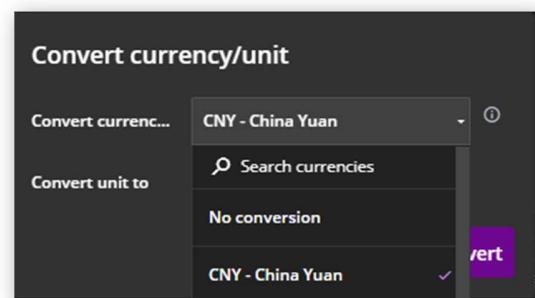 Convert currency/unit
Convert currenc...
CNY - China Yuan
Convert unit to
Search currencies
No conversion
CNY - China Yuan
vert